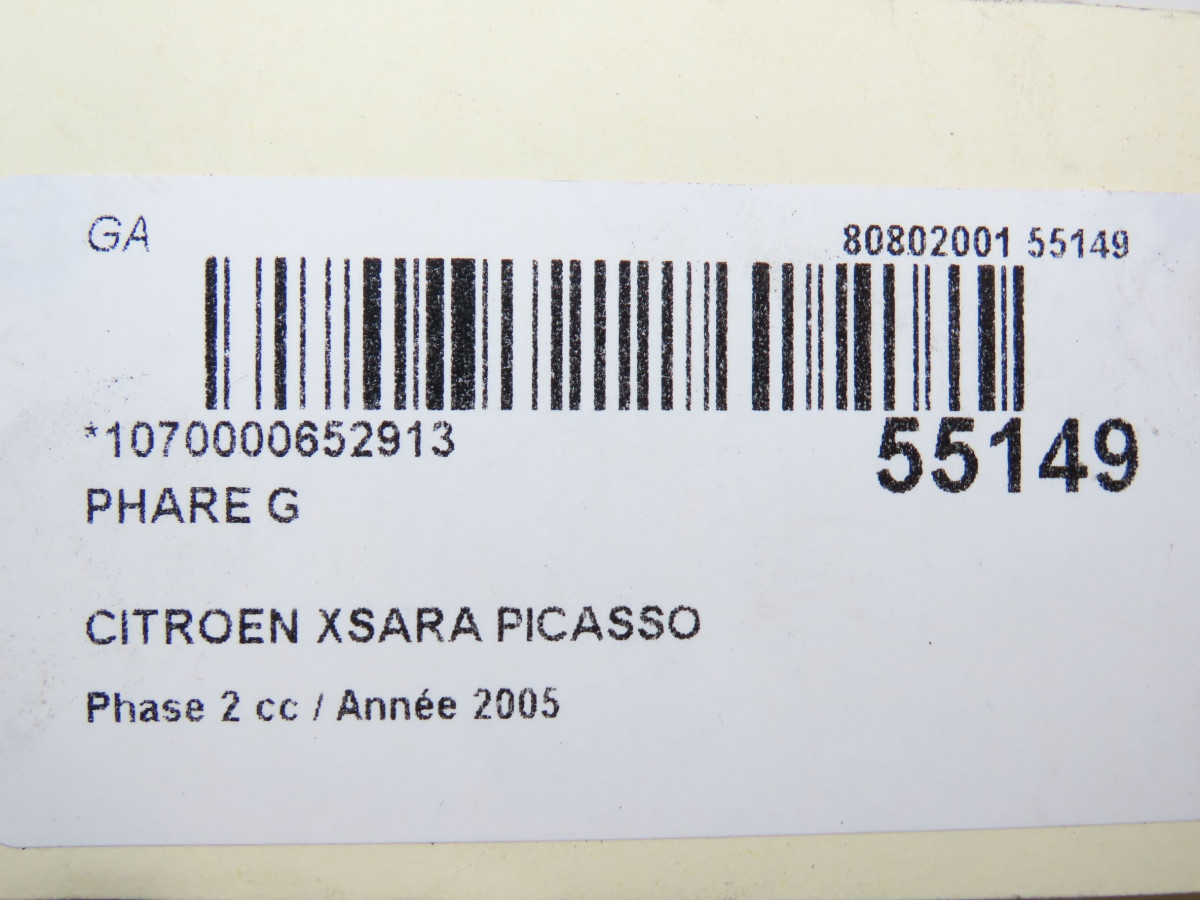 GA
80802001 55149
*1070000652913
55149
PHARE G
CITROEN XSARA PICASSO
Phase 2 cc / Année 2005